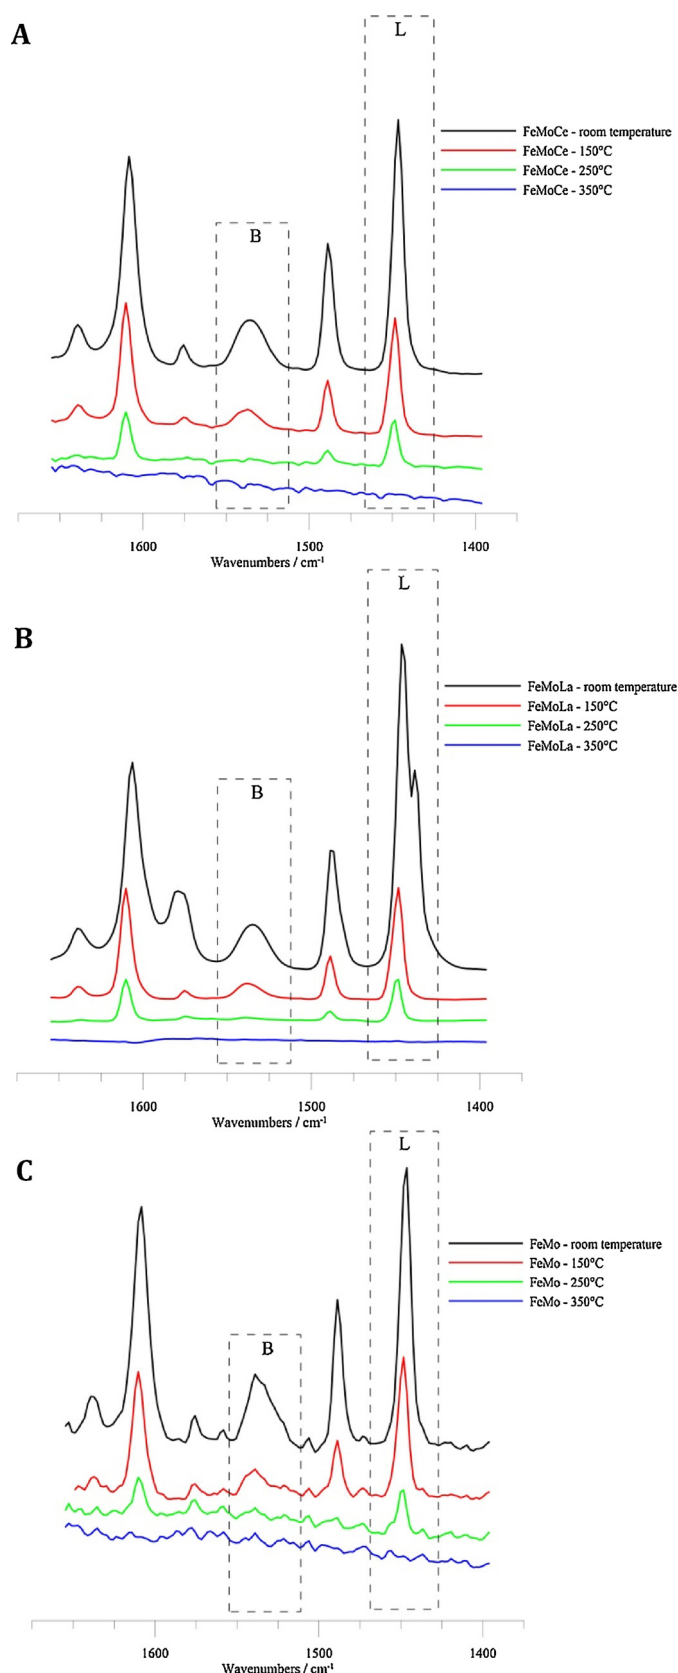 A
L
FeMoCe - room temperature
FeMoCe - 150°C
FeMoCe - 250°C
FeMoCe - 350°C
B
1600 1500 1400
Wavenumbers / cm⁻¹
B
L
FeMoLa - room temperature
FeMoLa - 150°C
FeMoLa - 250°C
FeMoLa - 350°C
B
1600 1500 1400
Wavenumbers / cm⁻¹
C
L
FeMo - room temperature
FeMo - 150°C
FeMo - 250°C
FeMo - 350°C
B
1600 1500 1400
Wavenumbers / cm⁻¹